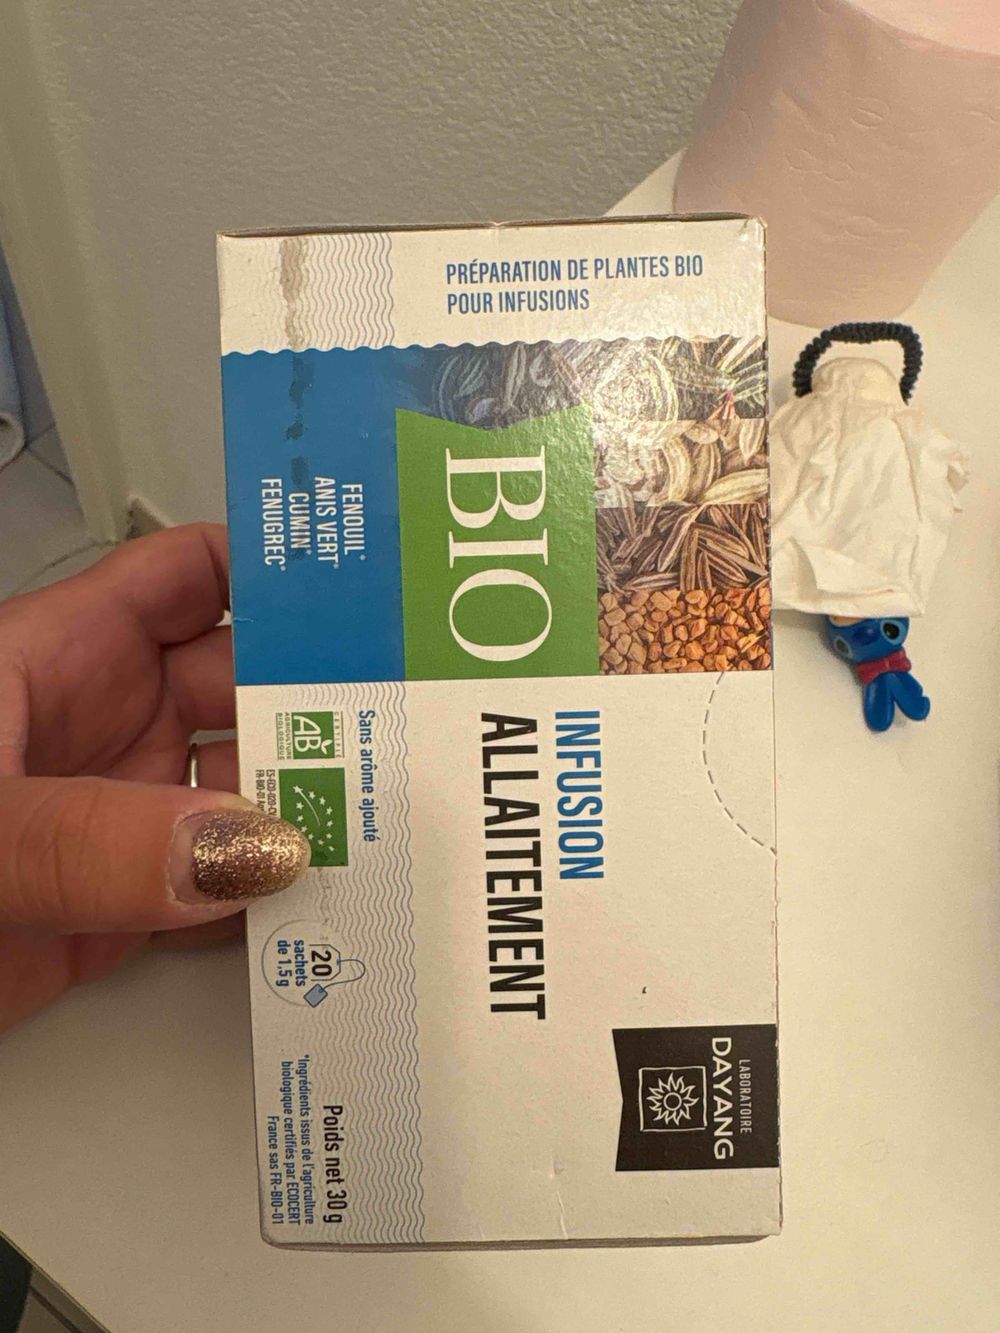 PRÉPARATION DE PLANTES BIO
POUR INFUSIONS
BIO
FENOUIL*
ANIS VERT*
CUMIN*
FENUGREC*
INFUSION
ALLAITEMENT
Sans arôme ajouté
CERTIFIÉ
AB
AGRICULTURE
BIOLOGIQUE
LABORATOIRE
DAYANG
20
sachets
de 1,5 g
Poids net 30 g
*Ingrédients issus de l'agriculture
biologique certifiés par ECOCERT
France sas FR-BIO-01